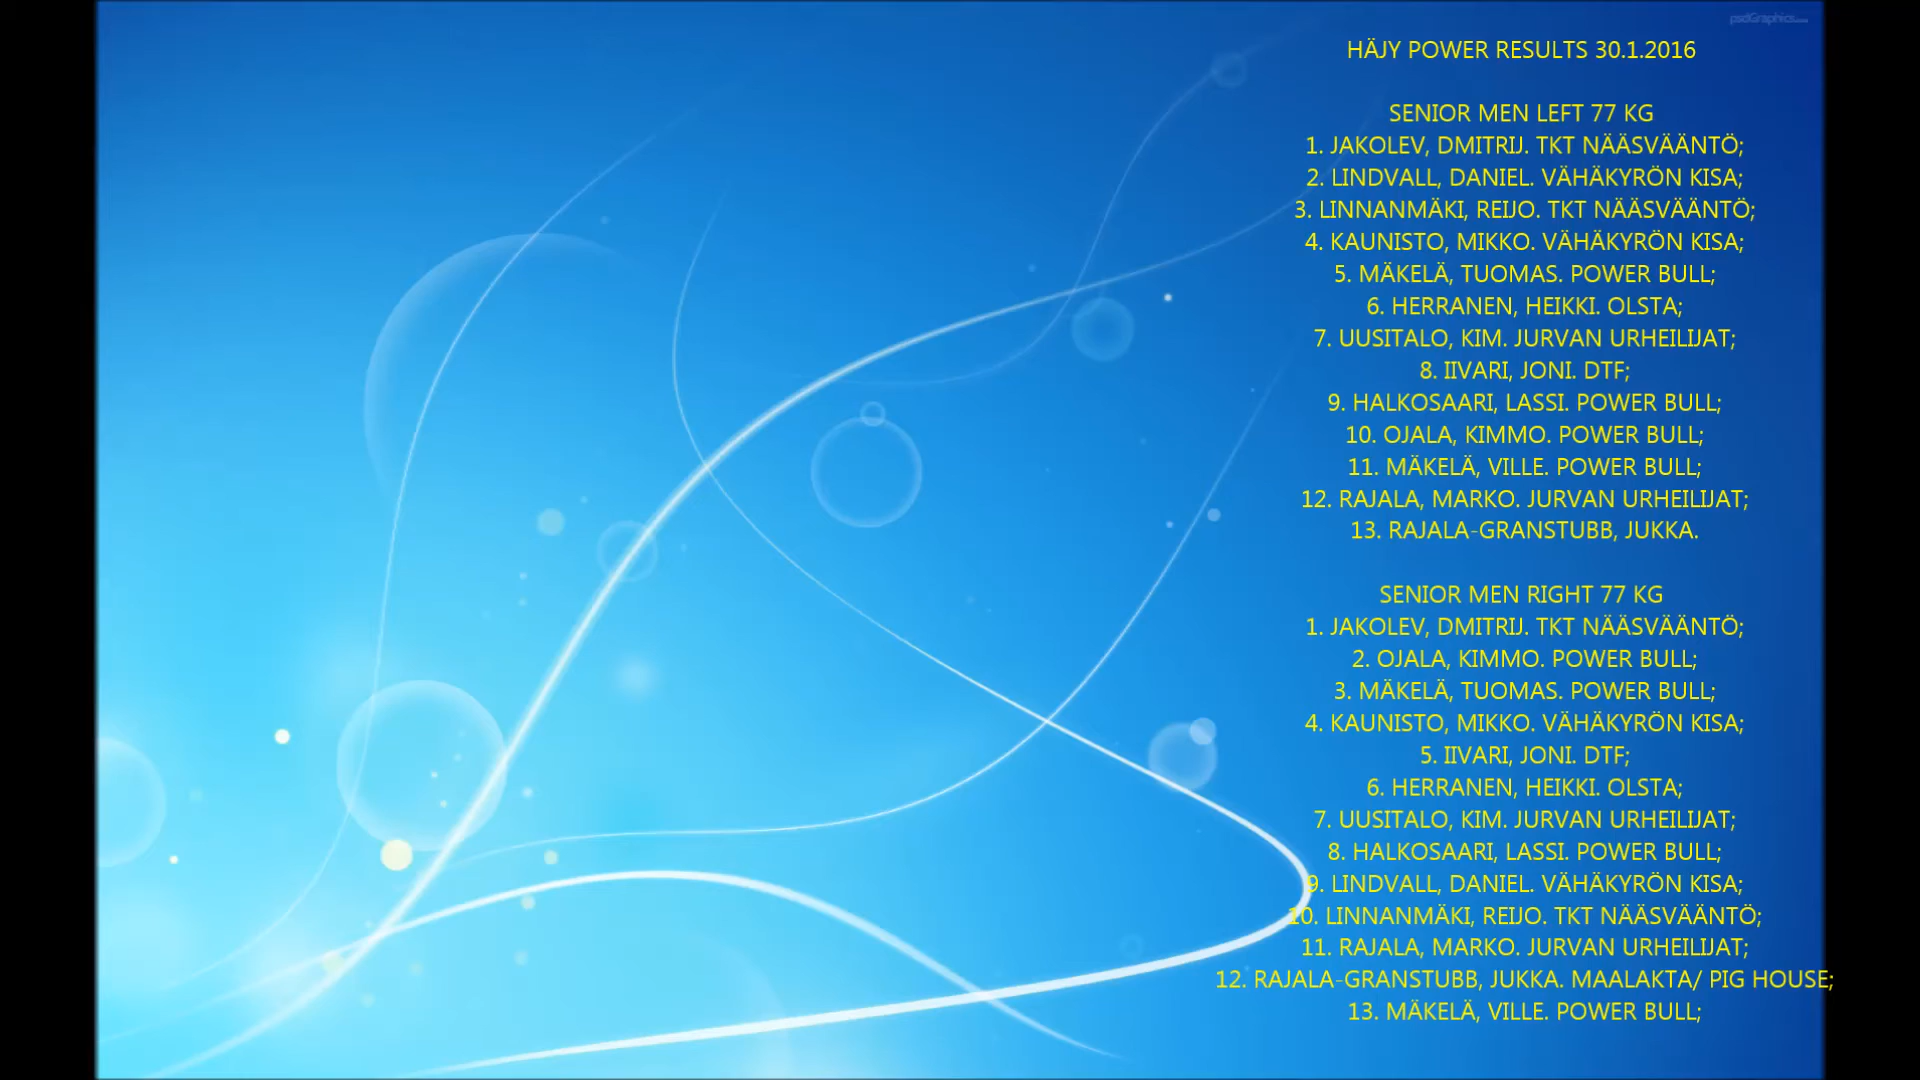 psdGraphics.com
HÄJY POWER RESULTS 30.1.2016
SENIOR MEN LEFT 77 KG
1. JAKOLEV, DMITRIJ. TKT NÄÄSVÄÄNTÖ;
2. LINDVALL, DANIEL. VÄHÄKYRÖN KISA;
3. LINNANMÄKI, REIJO. TKT NÄÄSVÄÄNTÖ;
4. KAUNISTO, MIKKO. VÄHÄKYRÖN KISA;
5. MÄKELÄ, TUOMAS. POWER BULL;
6. HERRANEN, HEIKKI. OLSTA;
7. UUSITALO, KIM. JURVAN URHEILIJAT;
8. IIVARI, JONI. DTF;
9. HALKOSAARI, LASSI. POWER BULL;
10. OJALA, KIMMO. POWER BULL;
11. MÄKELÄ, VILLE. POWER BULL;
12. RAJALA, MARKO. JURVAN URHEILIJAT;
13. RAJALA-GRANSTUBB, JUKKA.
SENIOR MEN RIGHT 77 KG
1. JAKOLEV, DMITRIJ. TKT NÄÄSVÄÄNTÖ;
2. OJALA, KIMMO. POWER BULL;
3. MÄKELÄ, TUOMAS. POWER BULL;
4. KAUNISTO, MIKKO. VÄHÄKYRÖN KISA;
5. IIVARI, JONI. DTF;
6. HERRANEN, HEIKKI. OLSTA;
7. UUSITALO, KIM. JURVAN URHEILIJAT;
8. HALKOSAARI, LASSI. POWER BULL;
9. LINDVALL, DANIEL. VÄHÄKYRÖN KISA;
10. LINNANMÄKI, REIJO. TKT NÄÄSVÄÄNTÖ;
11. RAJALA, MARKO. JURVAN URHEILIJAT;
12. RAJALA-GRANSTUBB, JUKKA. MAALAKTA/ PIG HOUSE;
13. MÄKELÄ, VILLE. POWER BULL;